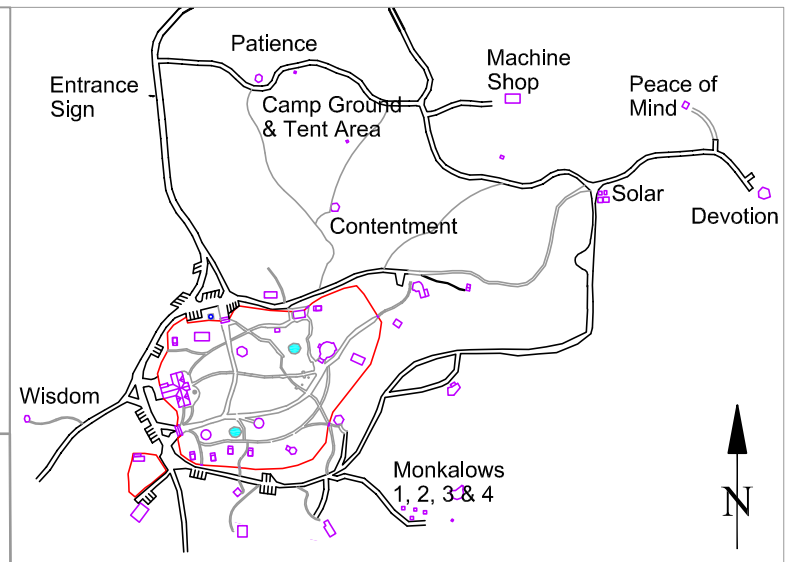 Patience
Machine
Shop
Entrance
Sign
Peace of
Mind
Camp Ground
& Tent Area
Solar
Devotion
Contentment
Wisdom
Monkalows
1, 2, 3 & 4
N